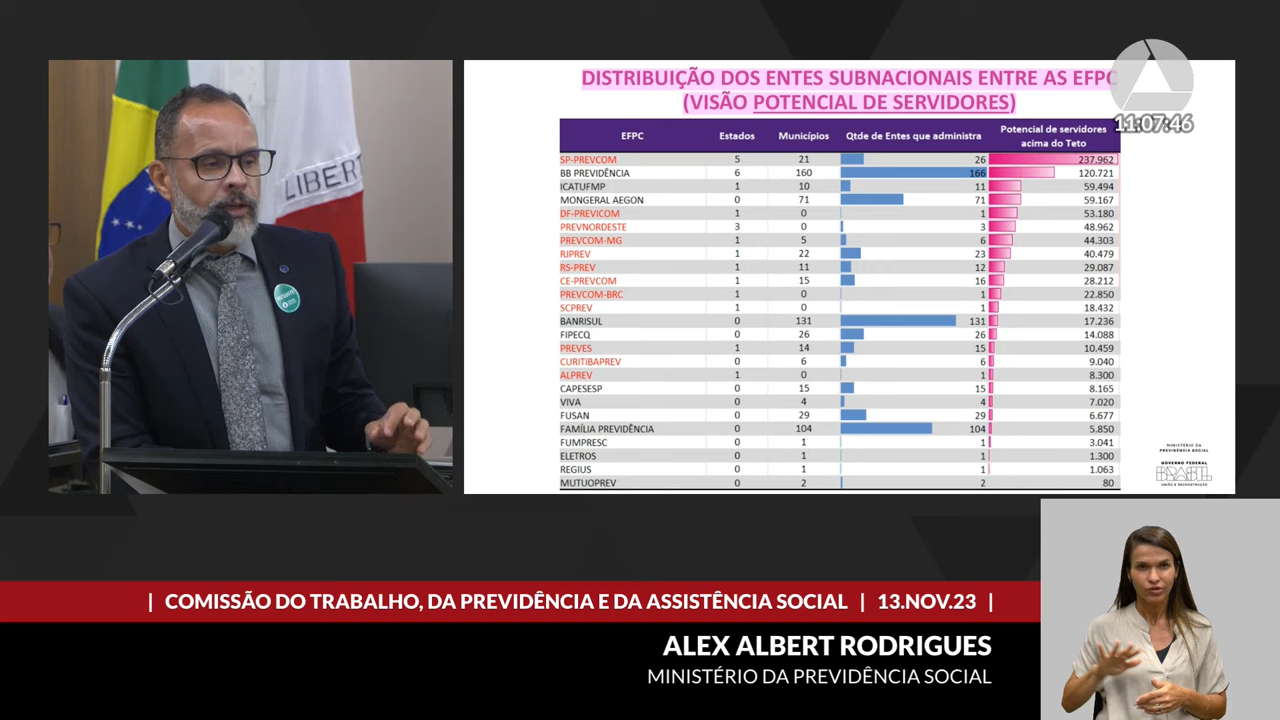 LIBERT
DISTRIBUIÇÃO DOS ENTES SUBNACIONAIS ENTRE AS EFPC
(VISÃO POTENCIAL DE SERVIDORES)
11:07:46
EFPC Estados Municípios Qtde de Entes que administra Potencial de servidores acima do Teto
SP-PREVCOM 5 21 26 237.962
BB PREVIDÊNCIA 6 160 166 120.721
ICATUFMP 1 10 11 59.494
MONGERAL AEGON 0 71 71 59.167
DF-PREVICOM 1 0 1 53.180
PREVNORDESTE 3 0 3 48.962
PREVCOM-MG 1 5 6 44.303
RJPREV 1 22 23 40.479
RS-PREV 1 11 12 29.087
CE-PREVCOM 1 15 16 28.212
PREVCOM-BRC 1 0 1 22.850
SCPREV 1 0 1 18.432
BANRISUL 0 131 131 17.236
FIPECQ 0 26 26 14.088
PREVES 1 14 15 10.459
CURITIBAPREV 0 6 6 9.040
ALPREV 1 0 1 8.300
CAPESESP 0 15 15 8.165
VIVA 0 4 4 7.020
FUSAN 0 29 29 6.677
FAMÍLIA PREVIDÊNCIA 0 104 104 5.850
FUMPRESC 0 1 1 3.041
ELETROS 0 1 1 1.300
REGIUS 0 1 1 1.063
MUTUOPREV 0 2 2 80
MINISTÉRIO DA
PREVIDÊNCIA SOCIAL
GOVERNO FEDERAL
BRASIL
UNIÃO E RECONSTRUÇÃO
| COMISSÃO DO TRABALHO, DA PREVIDÊNCIA E DA ASSISTÊNCIA SOCIAL | 13.NOV.23 |
ALEX ALBERT RODRIGUES
MINISTÉRIO DA PREVIDÊNCIA SOCIAL